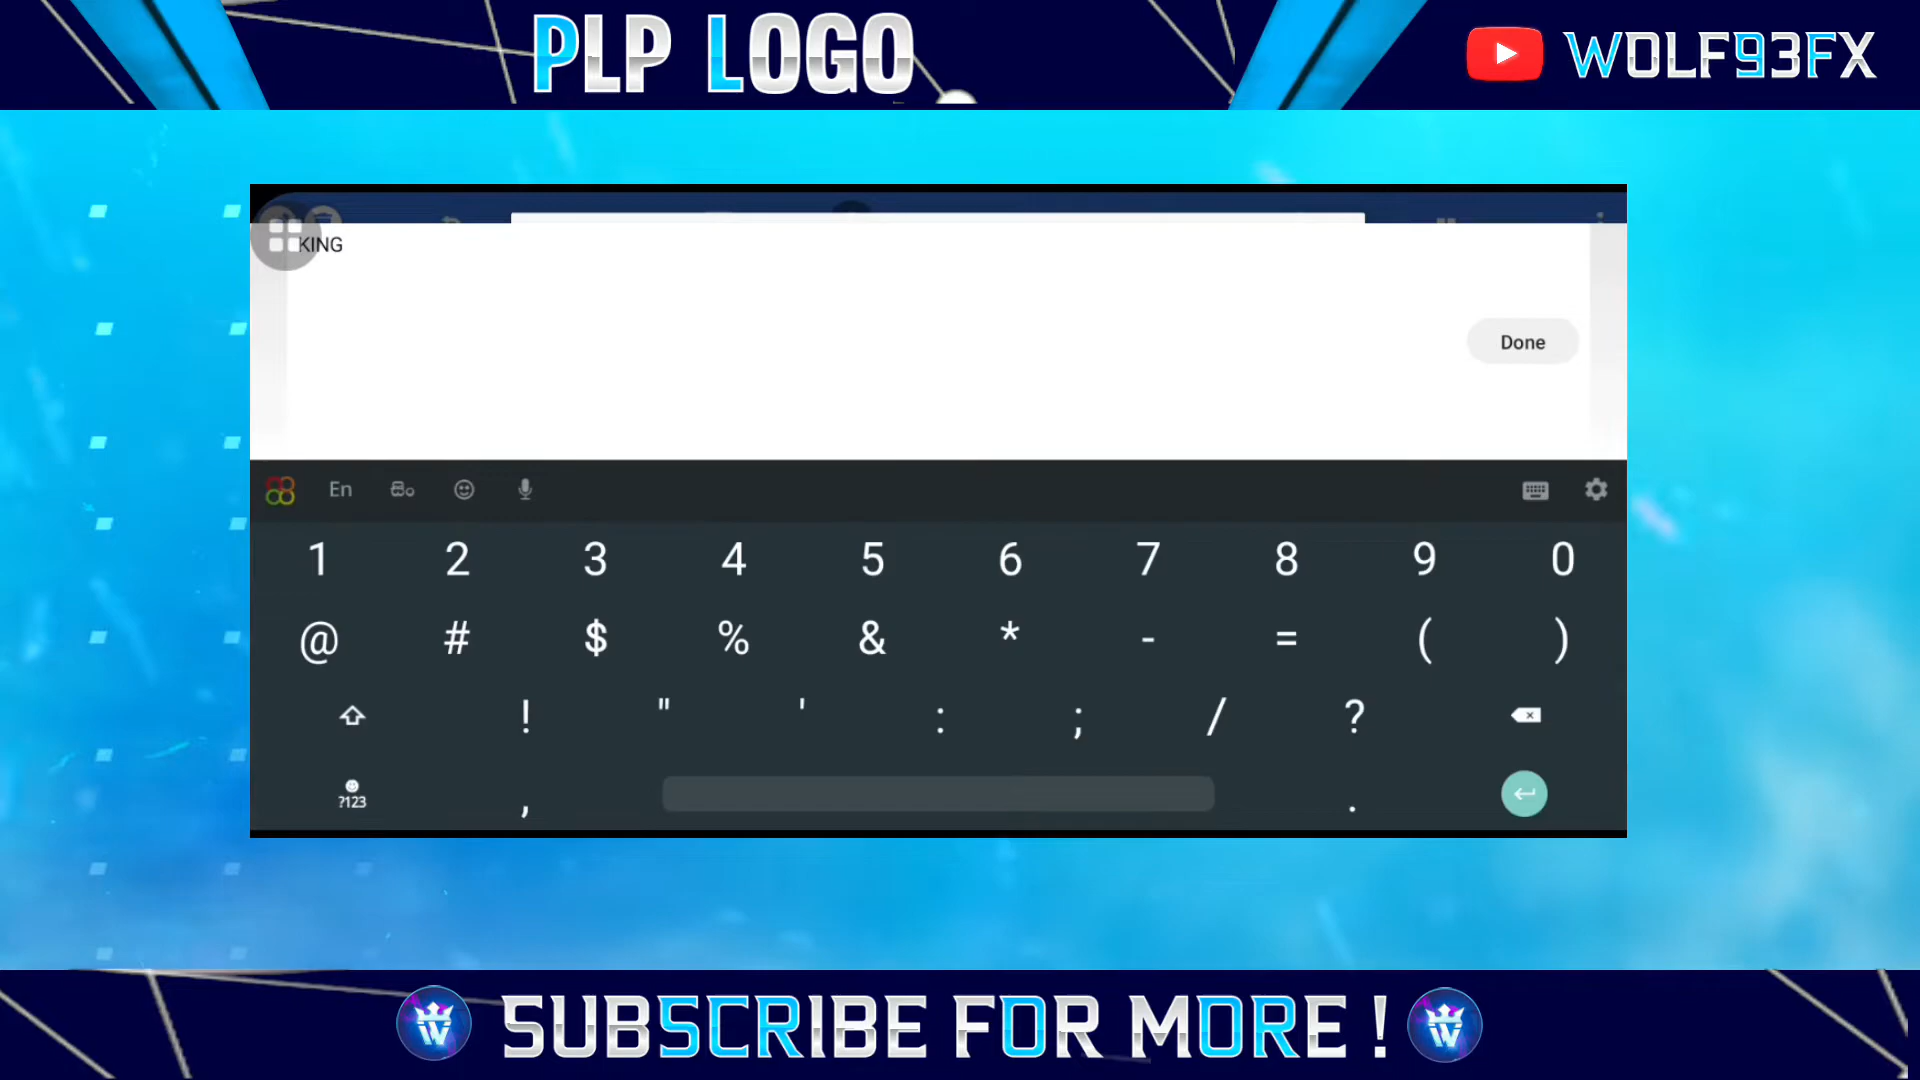 PLP LOGO
WOLF93FX
KING
Done
En
1 2 3 4 5 6 7 8 9 0
@ # $ % & * - = ( )
! " ' : ; / ?
?123 , .
SUBSCRIBE FOR MORE !